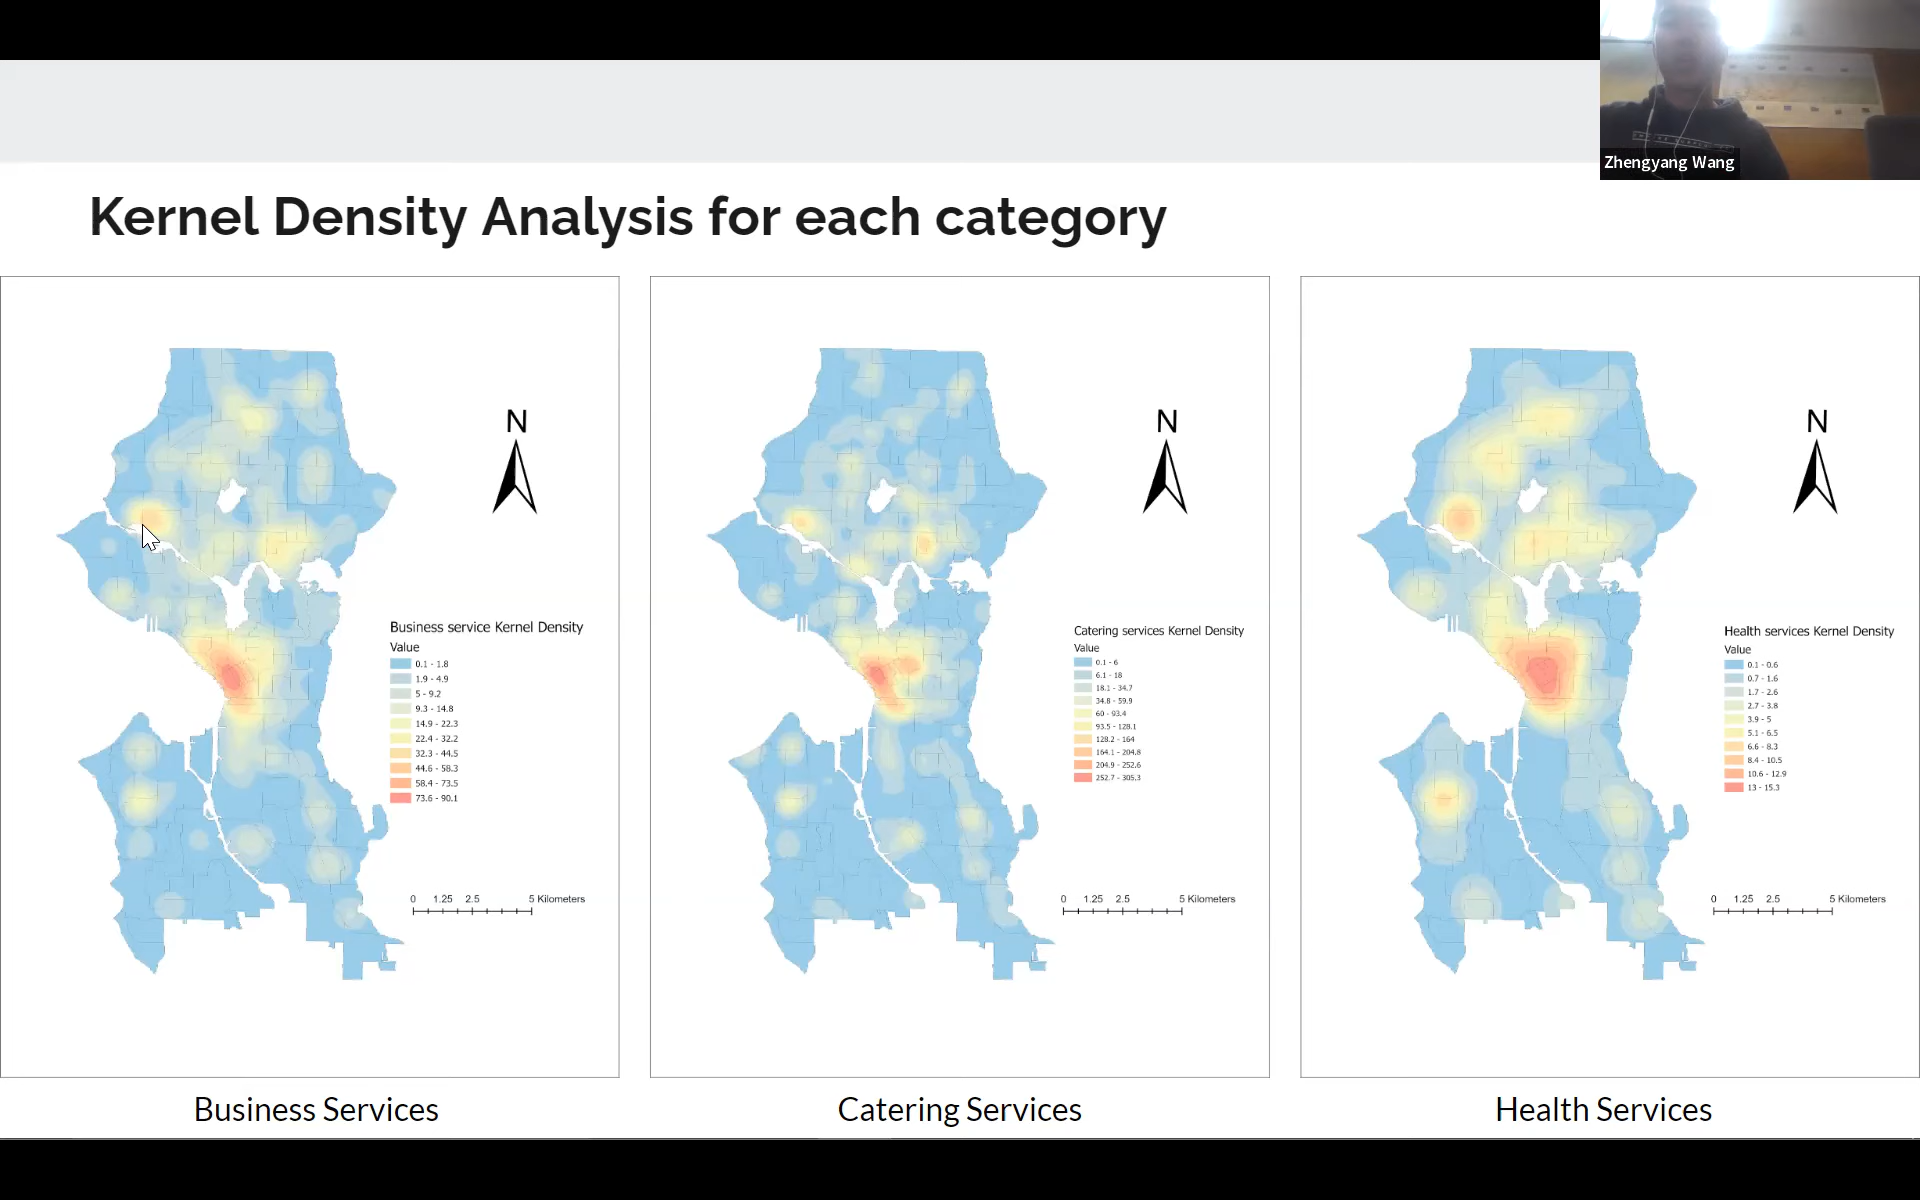 Zhengyang Wang
Kernel Density Analysis for each category
N
Business service Kernel Density
Value
0.1 - 1.8
1.9 - 4.9
5 - 9.2
9.3 - 14.8
14.9 - 22.3
22.4 - 32.2
32.3 - 44.5
44.6 - 58.3
58.4 - 73.5
73.6 - 90.1
0 1.25 2.5 5 Kilometers
Business Services
N
Catering services Kernel Density
Value
0.1 - 6
6.1 - 18
18.1 - 34.7
34.8 - 59.9
60 - 93.4
93.5 - 128.1
128.2 - 164
164.1 - 204.8
204.9 - 252.6
252.7 - 305.3
0 1.25 2.5 5 Kilometers
Catering Services
N
Health services Kernel Density
Value
0.1 - 0.6
0.7 - 1.6
1.7 - 2.6
2.7 - 3.8
3.9 - 5
5.1 - 6.5
6.6 - 8.3
8.4 - 10.5
10.6 - 12.9
13 - 15.3
0 1.25 2.5 5 Kilometers
Health Services